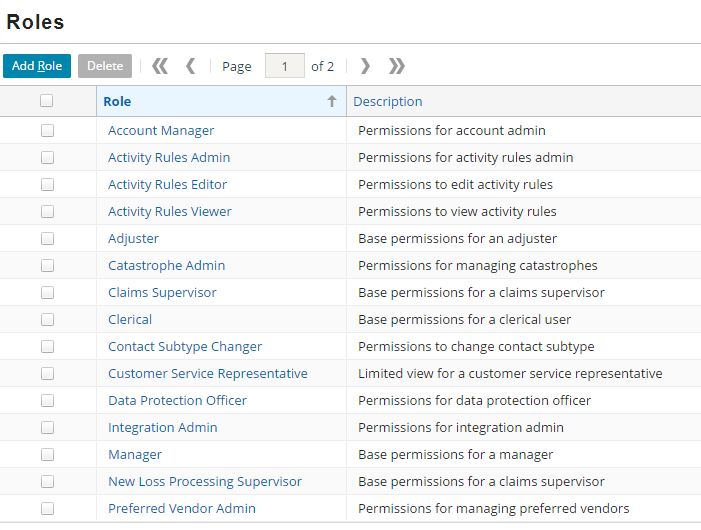 Roles
Add Role Delete Page 1 of 2
Role Description
Account Manager Permissions for account admin
Activity Rules Admin Permissions for activity rules admin
Activity Rules Editor Permissions to edit activity rules
Activity Rules Viewer Permissions to view activity rules
Adjuster Base permissions for an adjuster
Catastrophe Admin Permissions for managing catastrophes
Claims Supervisor Base permissions for a claims supervisor
Clerical Base permissions for a clerical user
Contact Subtype Changer Permissions to change contact subtype
Customer Service Representative Limited view for a customer service representative
Data Protection Officer Permissions for data protection officer
Integration Admin Permissions for integration admin
Manager Base permissions for a manager
New Loss Processing Supervisor Base permissions for a claims supervisor
Preferred Vendor Admin Permissions for managing preferred vendors